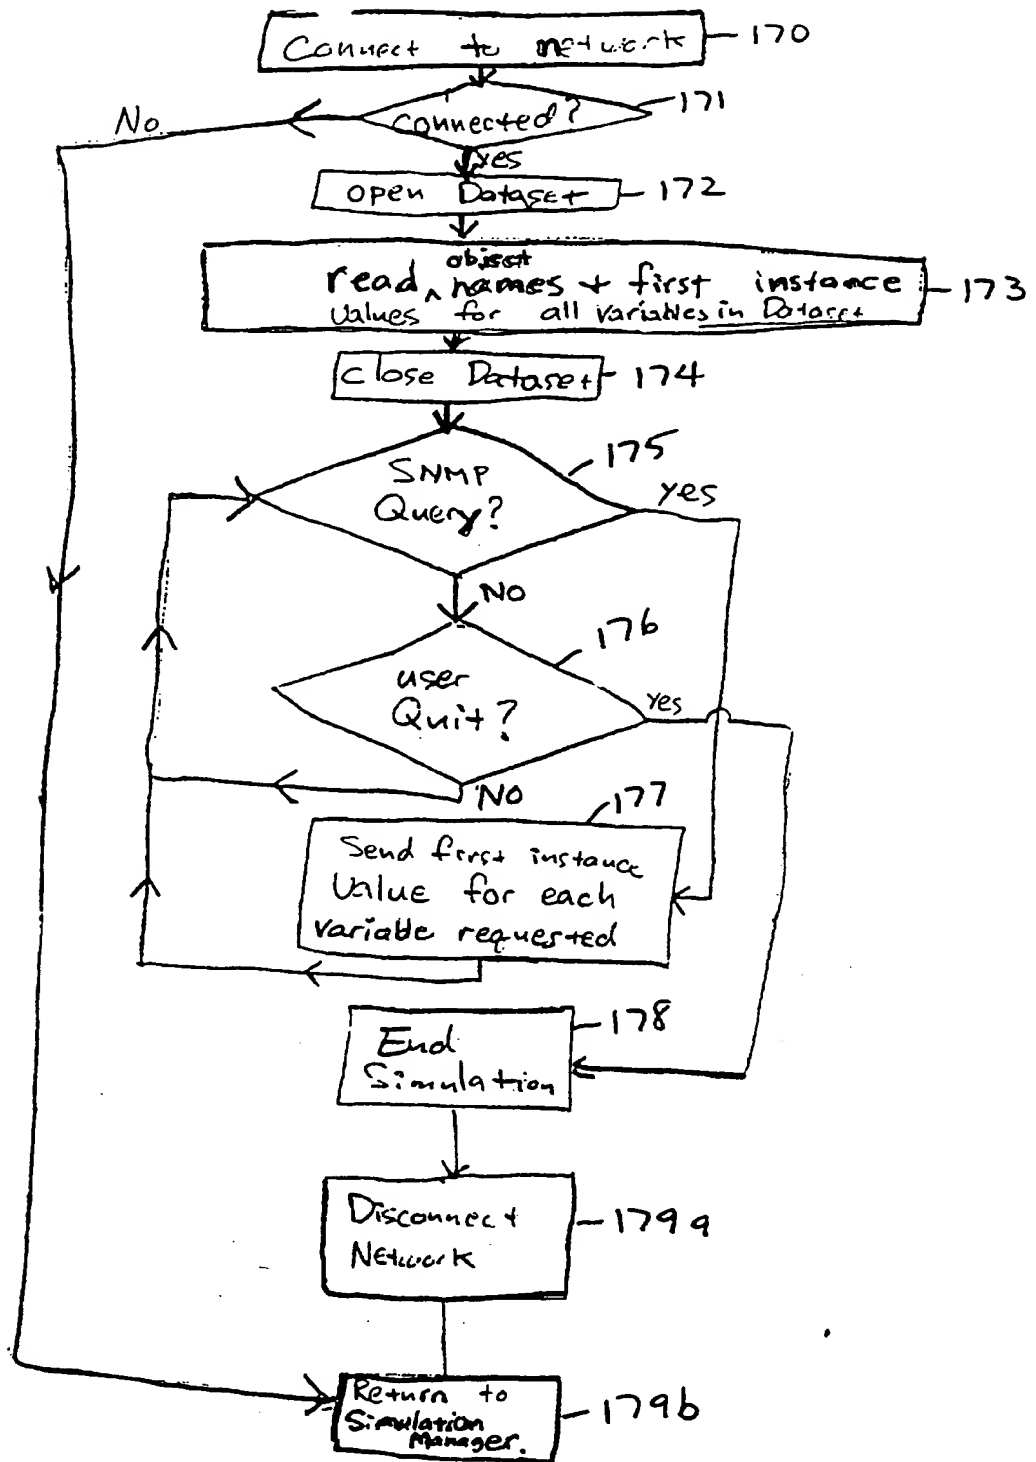 Connect to network
170
connected?
171
No
yes
open Dataset
172
object
read ^ names + first instance
values for all variables in Dataset
173
close Dataset
174
SNMP
Query?
175
yes
NO
user
Quit?
176
yes
NO
177
Send first instance
Value for each
variable requested
End
Simulation
178
Disconnect
Network
179a
Return to
Simulation
Manager.
179b